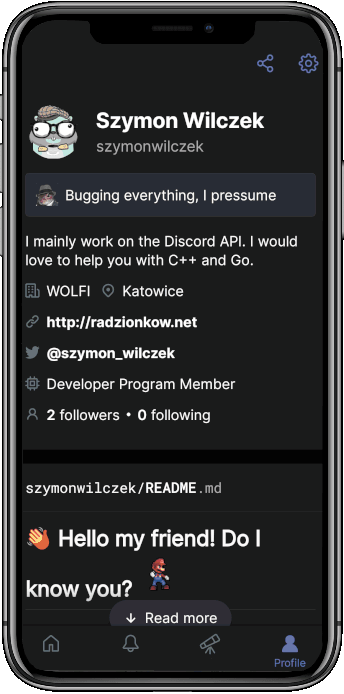 Szymon Wilczek
szymonwilczek
Bugging everything, I pressume
I mainly work on the Discord API. I would
love to help you with C++ and Go.
WOLFI Katowice
http://radzionkow.net
@szymon_wilczek
Developer Program Member
2 followers • 0 following
szymonwilczek/README.md
👋 Hello my friend! Do I
know you?
↓ Read more
Profile